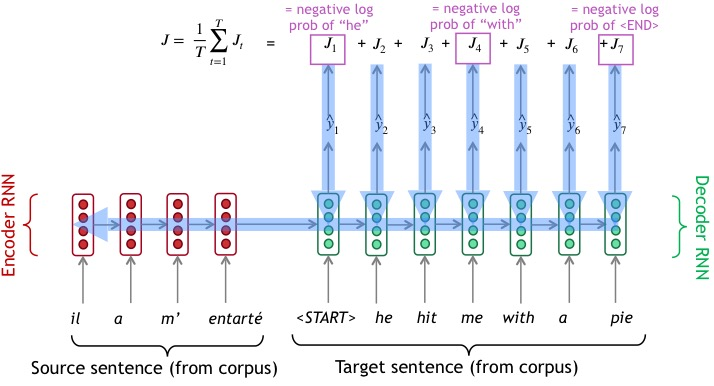 = negative log
prob of “he”
= negative log
prob of “with”
= negative log
prob of <END>
J = 1/T ∑_{t=1}^{T} J_t = J_1 + J_2 + J_3 + J_4 + J_5 + J_6 + J_7
ŷ_1 ŷ_2 ŷ_3 ŷ_4 ŷ_5 ŷ_6 ŷ_7
Encoder RNN
Decoder RNN
il a m’ entarté <START> he hit me with a pie
Source sentence (from corpus)
Target sentence (from corpus)